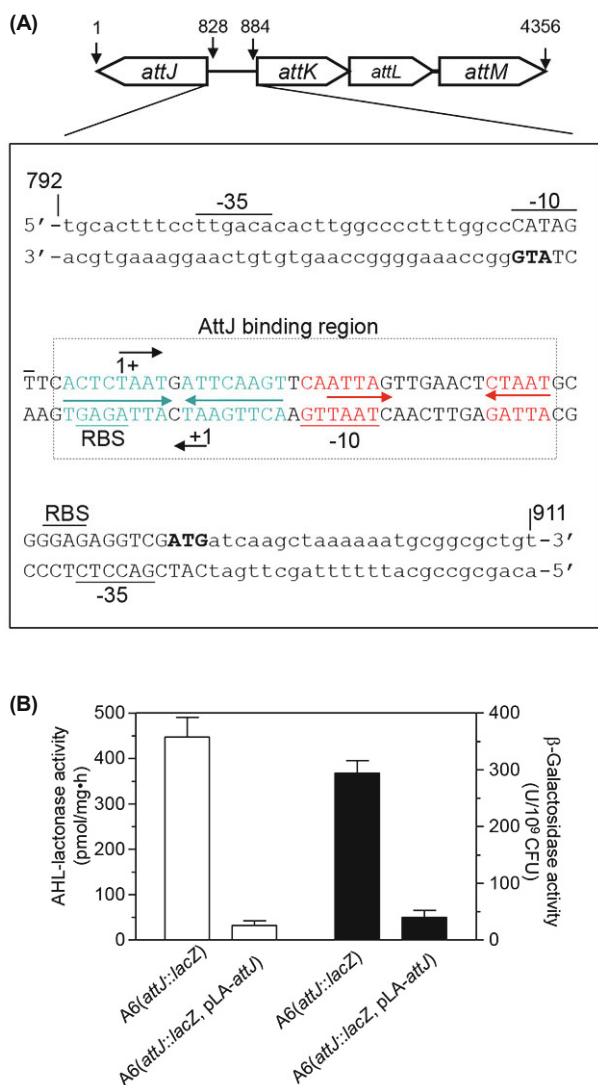 (A)
1 828 884 4356
attJ attK attL attM
792
-35 -10
5′-tgcactttccttgacacacttggcccctttggcccCATAG
3′-acgtgaaaggaactgtgtgaaccggggaaaccgggGTATC
AttJ binding region
1+
TTCACTCTAATGATTCAAGTTCAATTAGTTGAACTCTAATGC
AAGTGAGATTACTAAGTTCAAGTTAATCAACTTGAGATTACG
RBS +1 -10
RBS 911
GGGAGAGGTCGATGatcaagctaaaaaatgcggcgctgt-3′
CCCTCTCCAGCTACtagttcgattttttacgccgcgaca-5′
-35
(B)
500 400
400 300
300 200
200 100
100 0
0
AHL-lactonase activity
(pmol/mg•h)
β-Galactosidase activity
(U/10⁹ CFU)
A6(attJ::lacZ)
A6(attJ::lacZ, pLA-attJ)
A6(attJ::lacZ)
A6(attJ::lacZ, pLA-attJ)